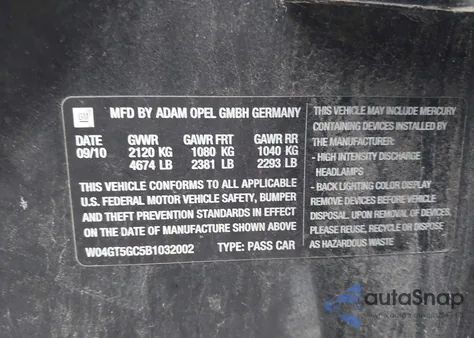 GM
MFD BY ADAM OPEL GMBH GERMANY
DATE GVWR GAWR FRT GAWR RR
09/10 2120 KG 1080 KG 1040 KG
4674 LB 2381 LB 2293 LB
THIS VEHICLE CONFORMS TO ALL APPLICABLE
U.S. FEDERAL MOTOR VEHICLE SAFETY, BUMPER
AND THEFT PREVENTION STANDARDS IN EFFECT
ON THE DATE OF MANUFACTURE SHOWN ABOVE
W04GT5GC5B1032002 TYPE: PASS CAR
THIS VEHICLE MAY INCLUDE MERCURY
CONTAINING DEVICES INSTALLED BY
THE MANUFACTURER:
- HIGH INTENSITY DISCHARGE
HEADLAMPS
- BACK LIGHTING COLOR DISPLAY
REMOVE DEVICES BEFORE VEHICLE
DISPOSAL. UPON REMOVAL OF DEVICES
PLEASE REUSE, RECYCLE OR DISPOSE
AS HAZARDOUS WASTE
autoSnap